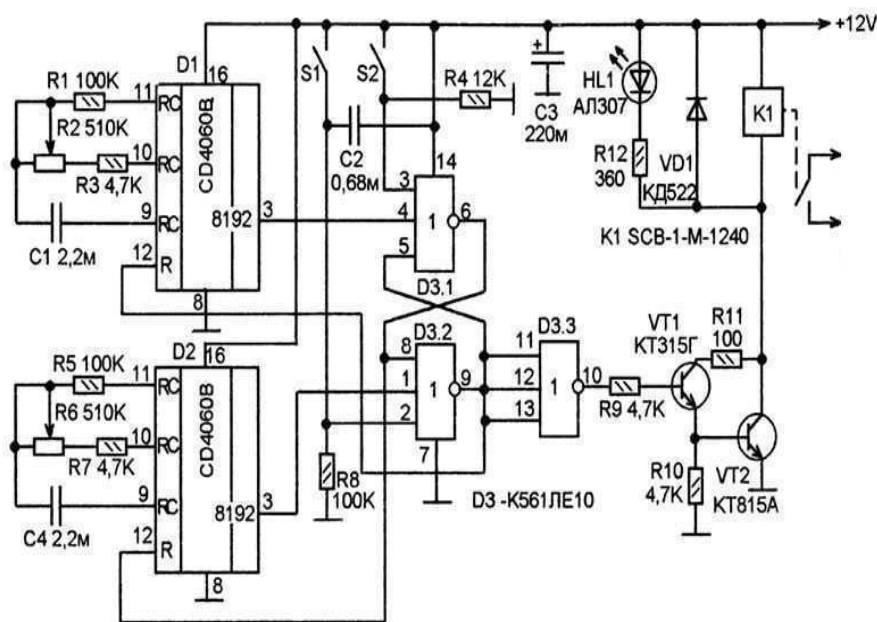 +12V
D1
16
S1
S2
R4 12K
+
C3
220м
HL1
АЛ307
K1
R1 100K
11
RC
R2 510K
10
RC
R3 4,7K
9
RC
C1 2,2м
12
R
CD4060B
8192
3
8
C2
0,68м
14
3
4
5
1
6
D3.1
R12
360
VD1
КД522
K1 SCB-1-M-1240
D2
16
R5 100K
11
RC
R6 510K
10
RC
R7 4,7K
9
RC
C4 2,2м
12
R
CD4060B
8192
3
8
D3.2
8
1
2
1
9
7
R8
100K
D3.3
11
12
13
1
10
R9 4,7K
VT1
КТ315Г
R11
100
R10
4,7K
VT2
КТ815А
D3 -К561ЛЕ10